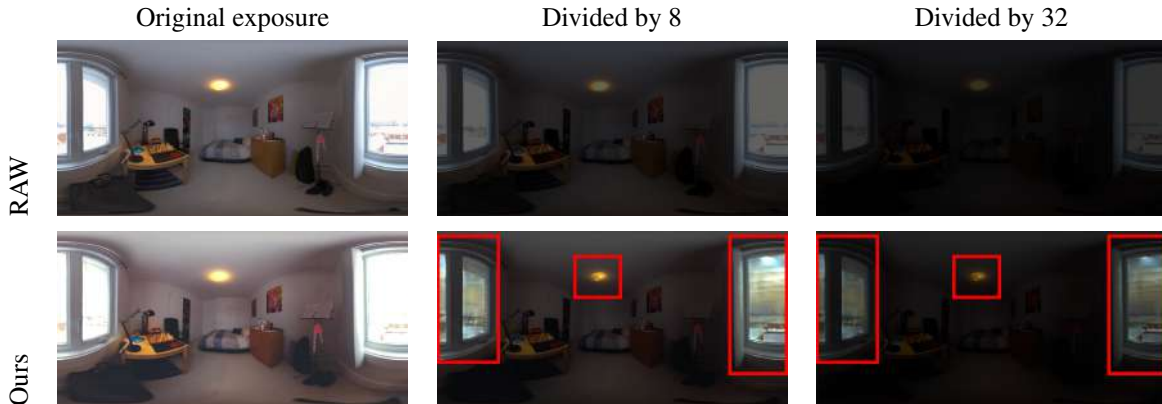 Original exposure
Divided by 8
Divided by 32
RAW
Ours